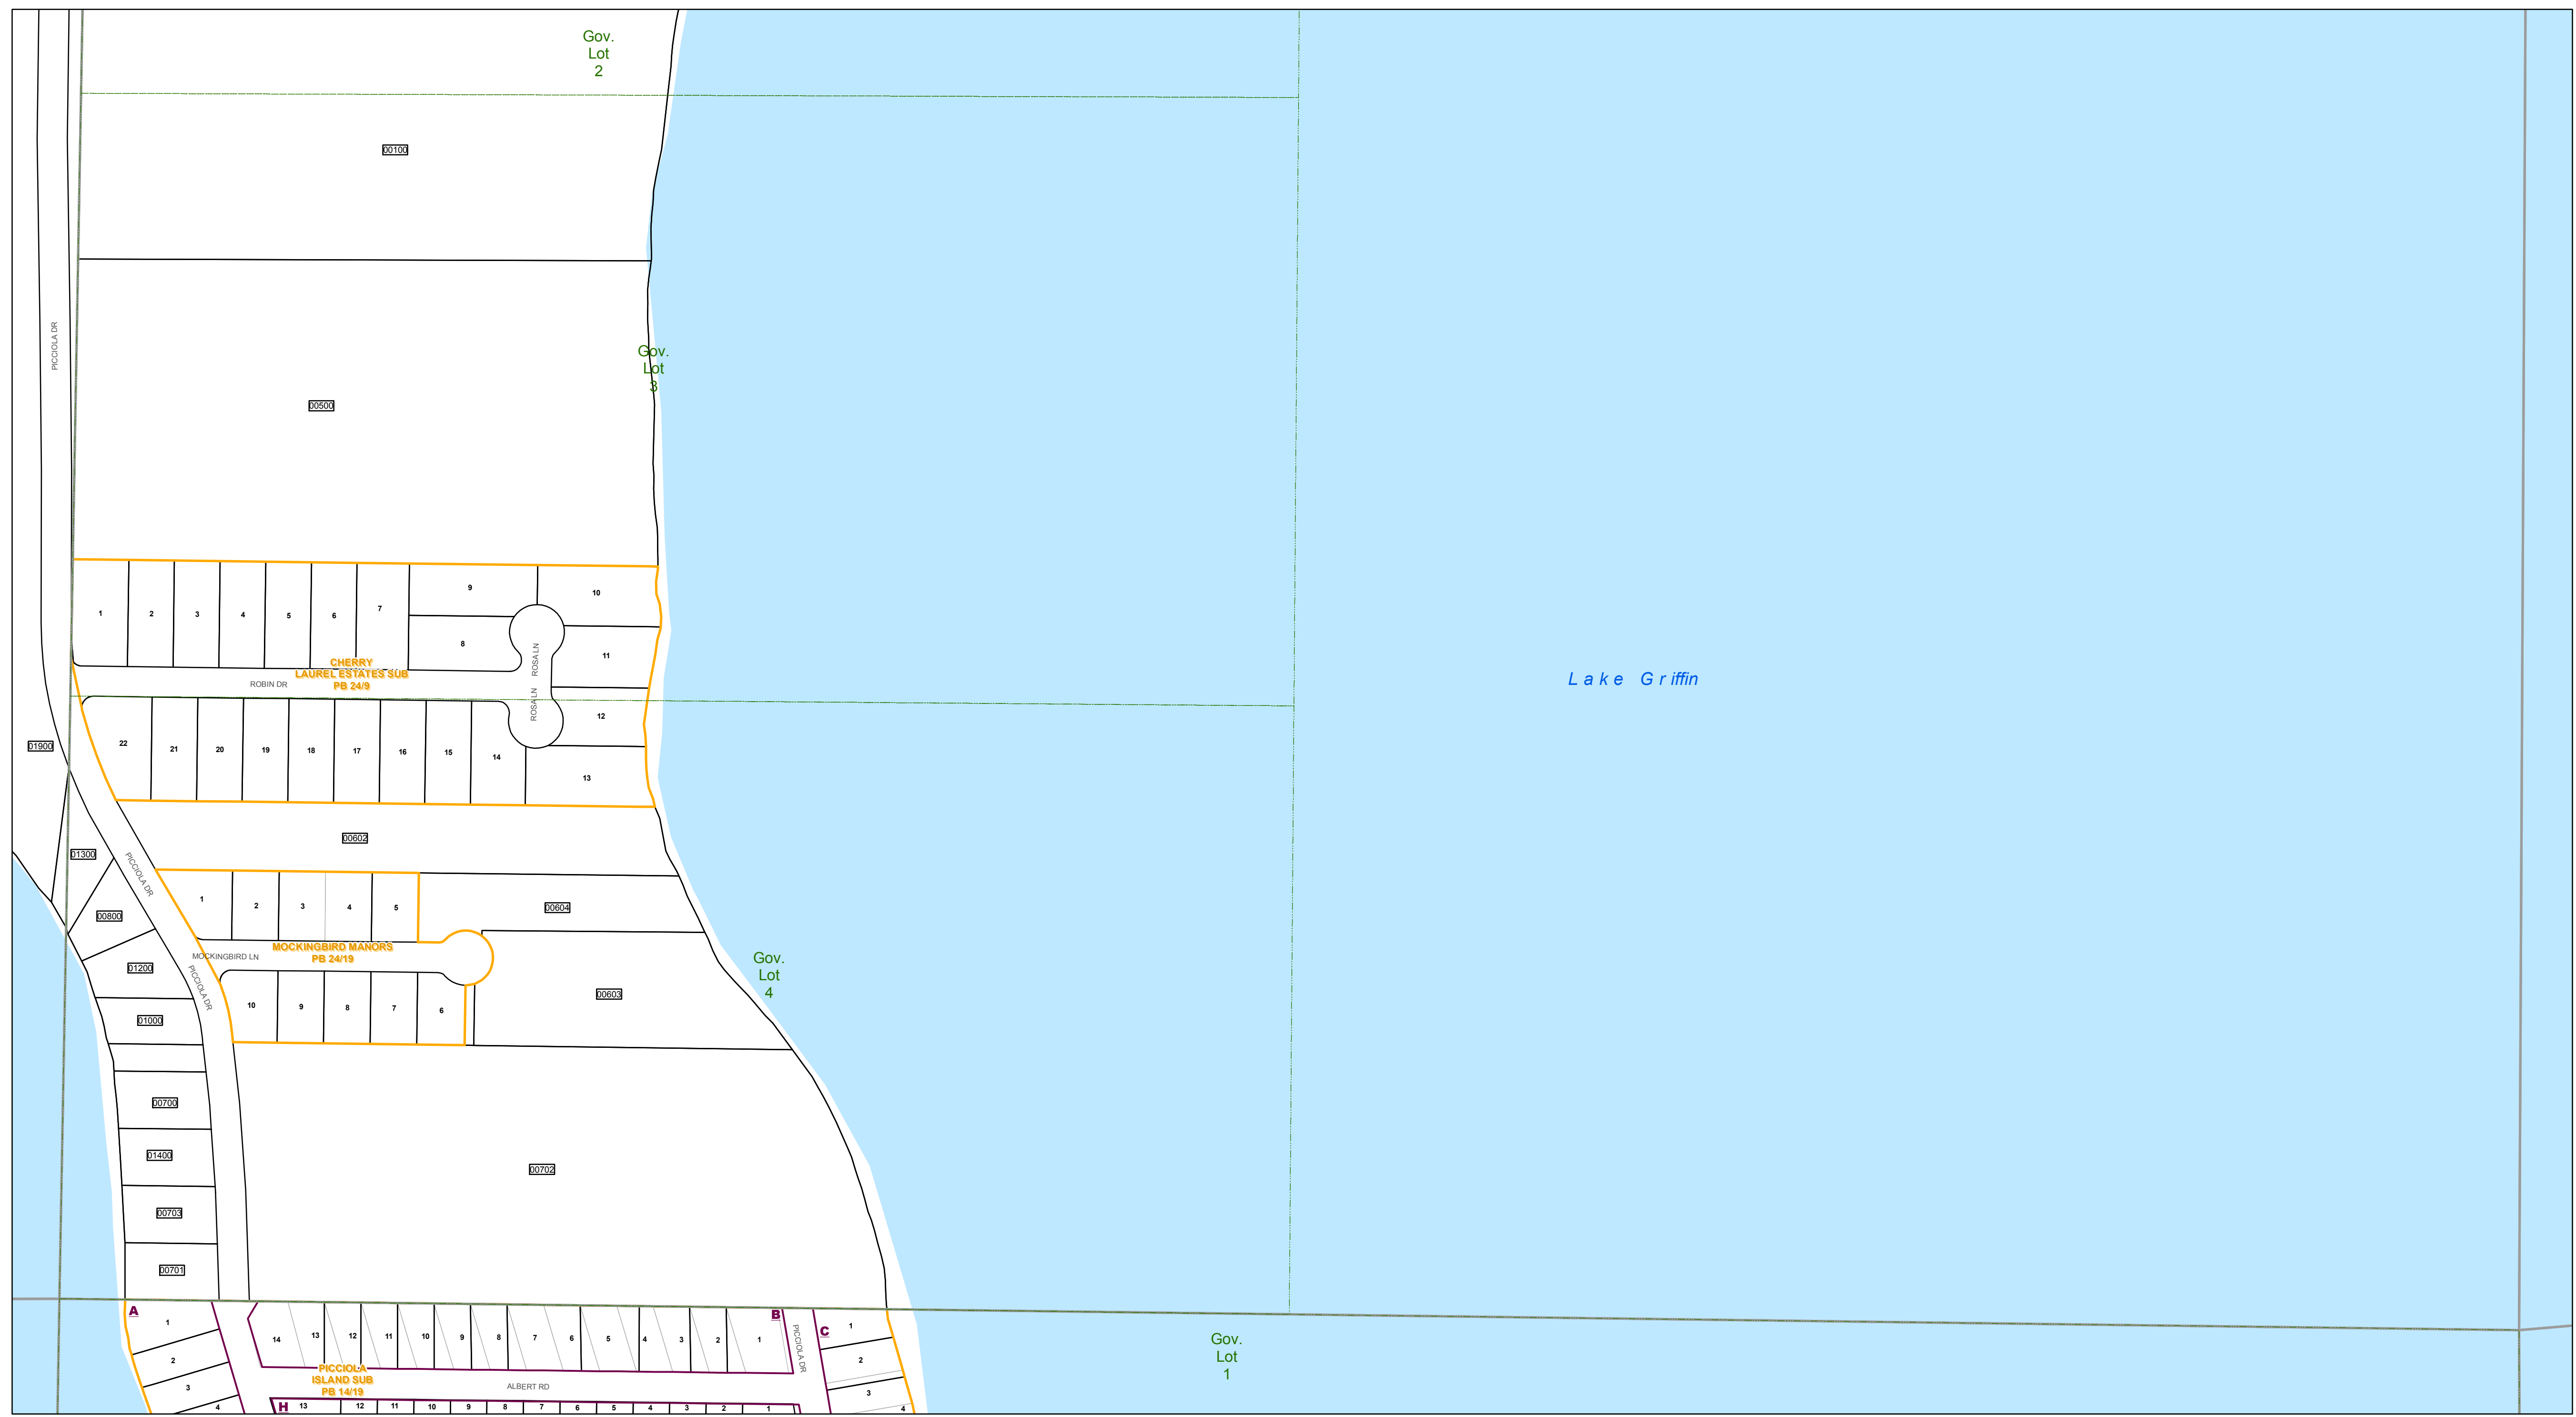 Gov.
Lot
2
00100
PICCIOLA DR
Gov.
Lot
3
00500
1
2
3
4
5
6
7
9
10
8
11
ROSA LN
CHERRY
LAUREL ESTATES SUB
PB 24/9
ROBIN DR
Lake Griffin
ROSA LN
12
22
21
20
19
18
17
16
15
14
13
01900
00602
01300
PICCIOLA DR
1
2
3
4
5
00604
00800
MOCKINGBIRD MANORS
PB 24/19
MOCKINGBIRD LN
01200
PICCIOLA DR
Gov.
Lot
4
00603
10
9
8
7
6
01000
00700
01400
00702
00703
00701
A
1
2
3
4
14
13
12
11
10
9
8
7
6
5
4
3
2
1
B
PICCIOLA DR
C
1
2
3
4
Gov.
Lot
1
PICCIOLA
ISLAND SUB
PB 14/19
ALBERT RD
H
13
12
11
10
9
8
7
6
5
4
3
2
1